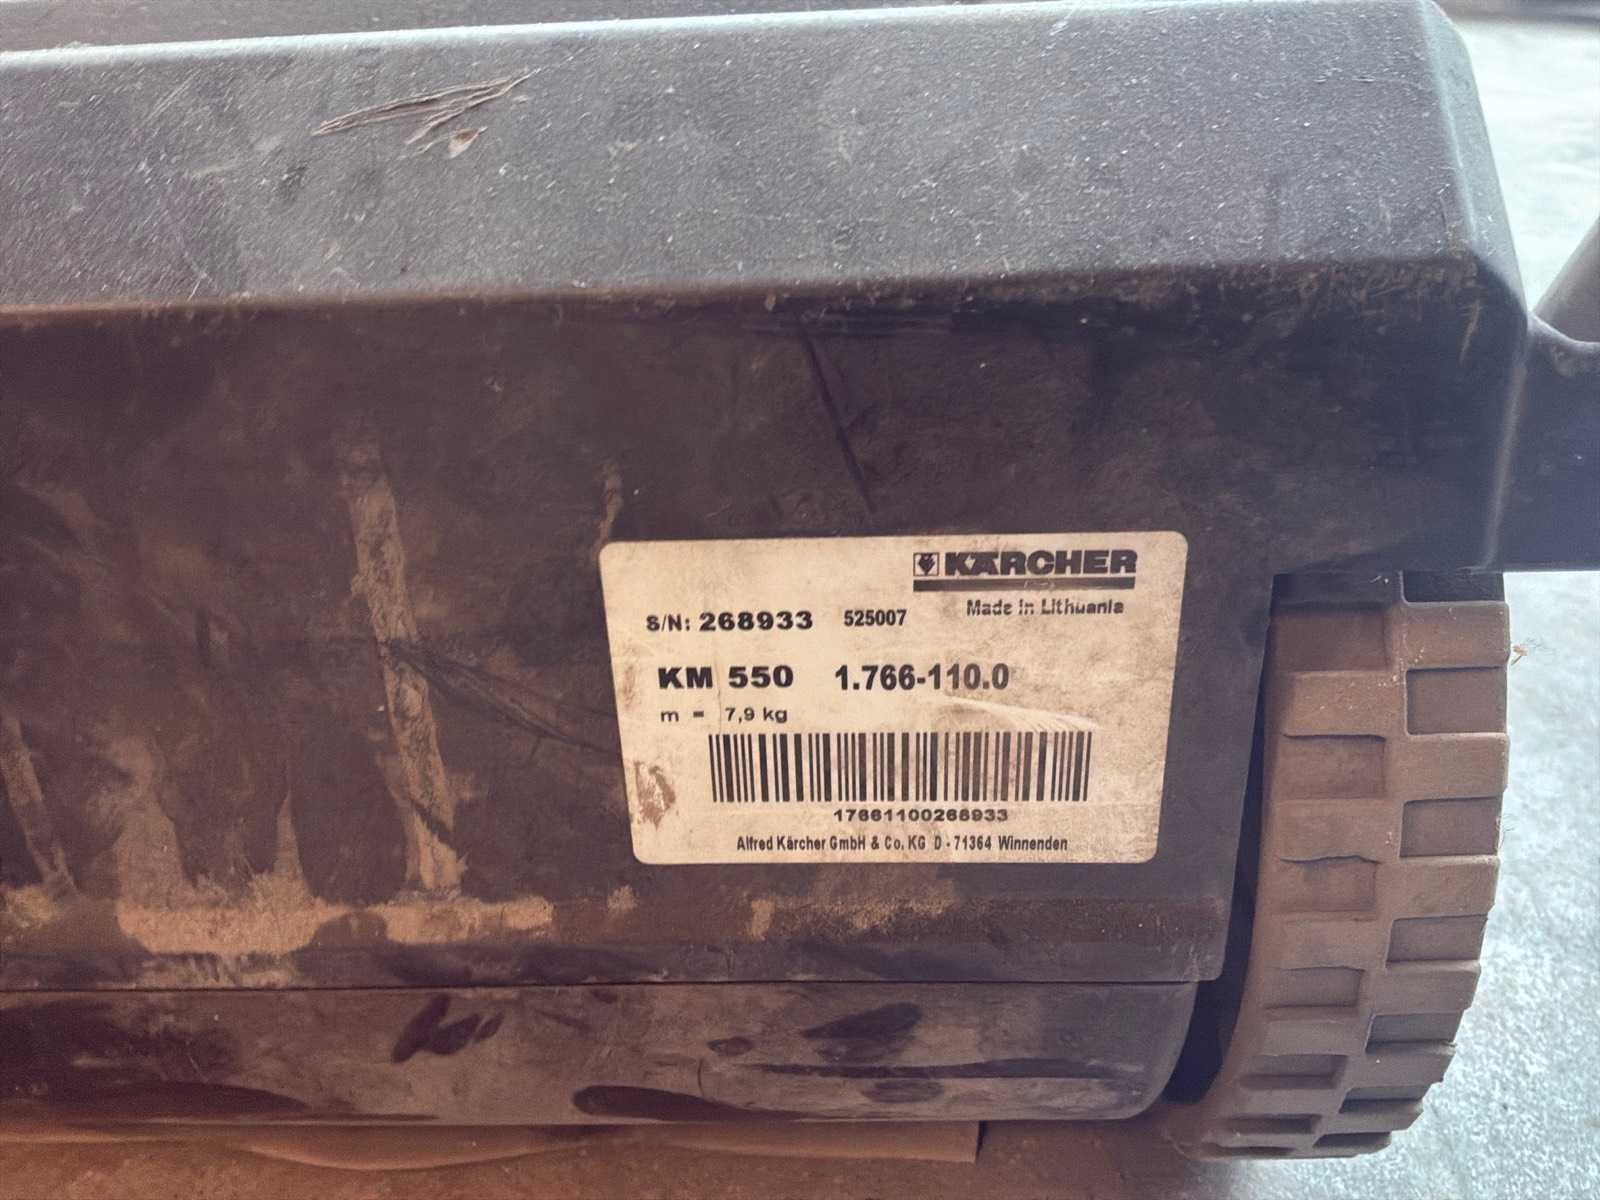 KÄRCHER
Made in Lithuania
S/N: 268933 525007
KM 550 1.766-110.0
m = 7,9 kg
17661100268933
Alfred Kärcher GmbH & Co. KG D - 71364 Winnenden